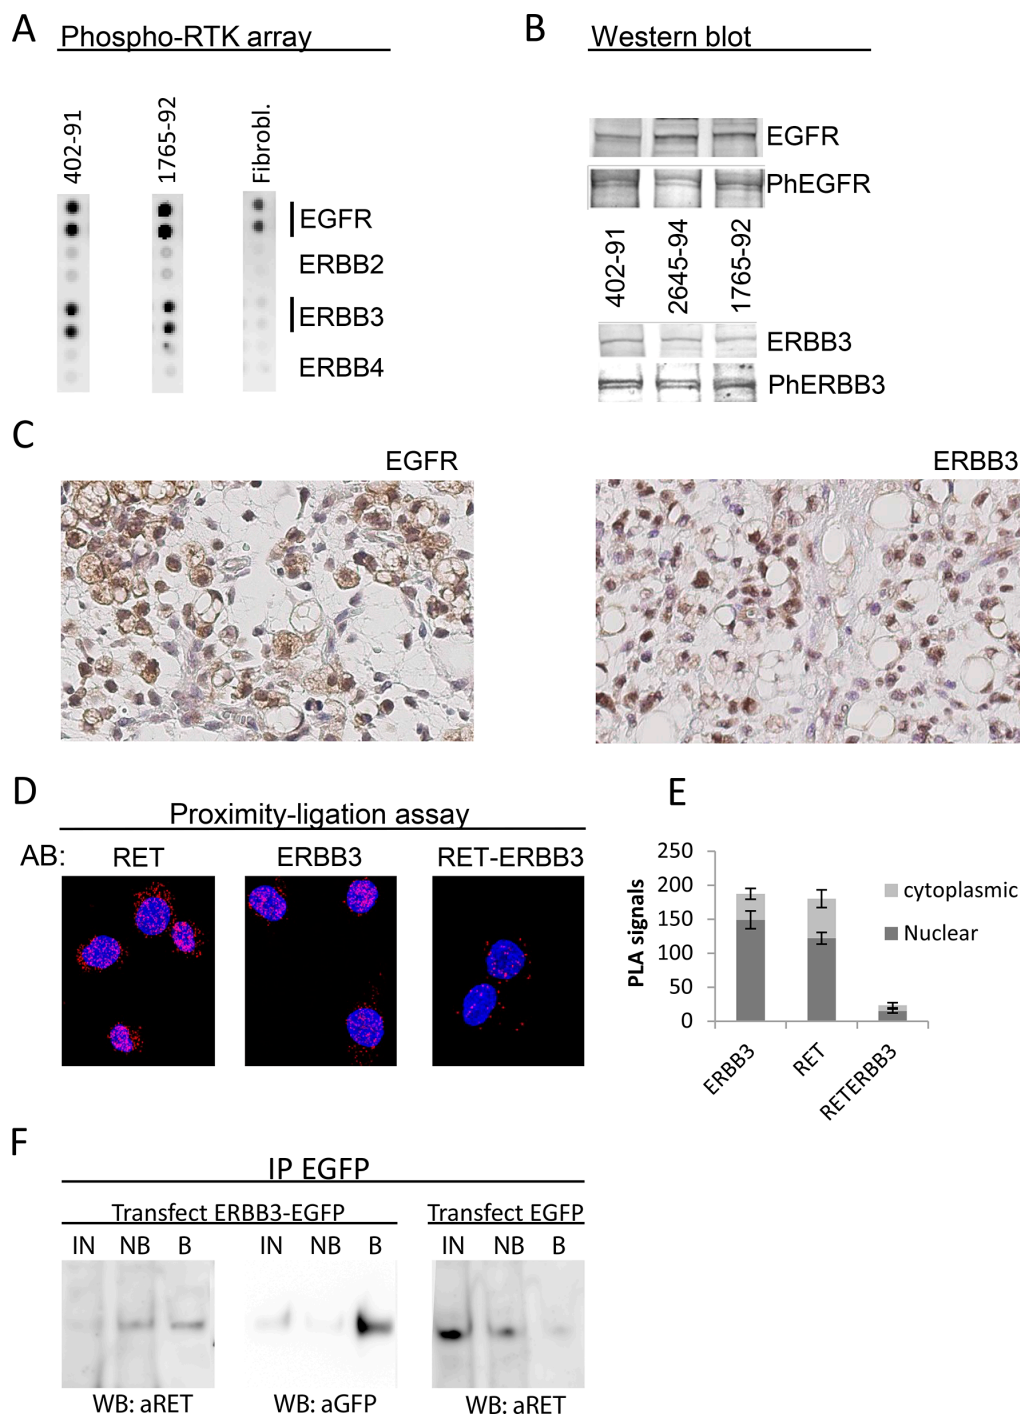 A
Phospho-RTK array
402-91
1765-92
Fibrobl.
EGFR
ERBB2
ERBB3
ERBB4
B
Western blot
EGFR
PhEGFR
402-91
2645-94
1765-92
ERBB3
PhERBB3
C
EGFR
ERBB3
D
Proximity-ligation assay
AB: RET ERBB3 RET-ERBB3
E
PLA signals
250
200
150
100
50
0
cytoplasmic
Nuclear
ERBB3
RET
RETERBB3
F
IP EGFP
Transfect ERBB3-EGFP
Transfect EGFP
IN NB B IN NB B IN NB B
WB: aRET WB: aGFP WB: aRET